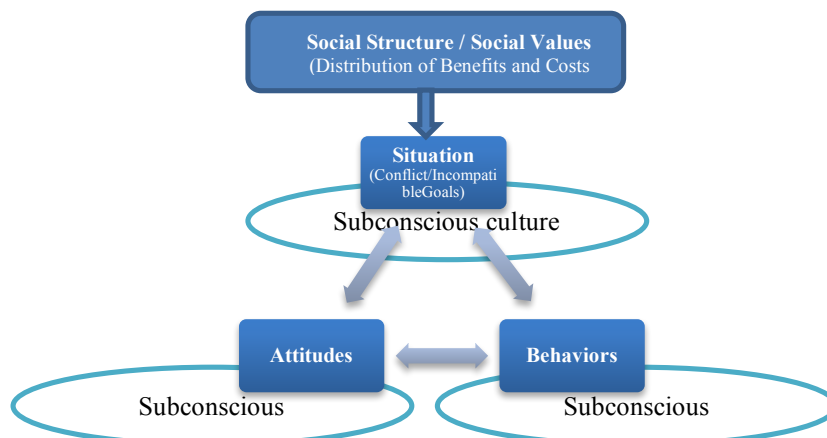 Social Structure / Social Values
(Distribution of Benefits and Costs
Situation
(Conflict/Incompati
bleGoals)
Subconscious culture
Attitudes
Behaviors
Subconscious
Subconscious